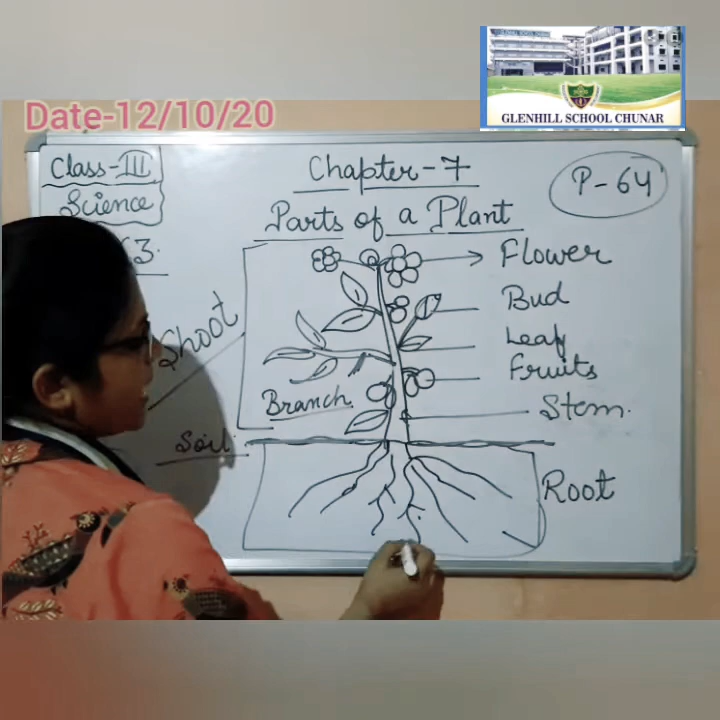 GLENHILL SCHOOL CHUNAR
Date-12/10/20
Class-III
Science
Chapter-7
P-64
Parts of a Plant
Flower
Bud
Leaf
Fruits
Stem.
Shoot
Branch
Soil
Root